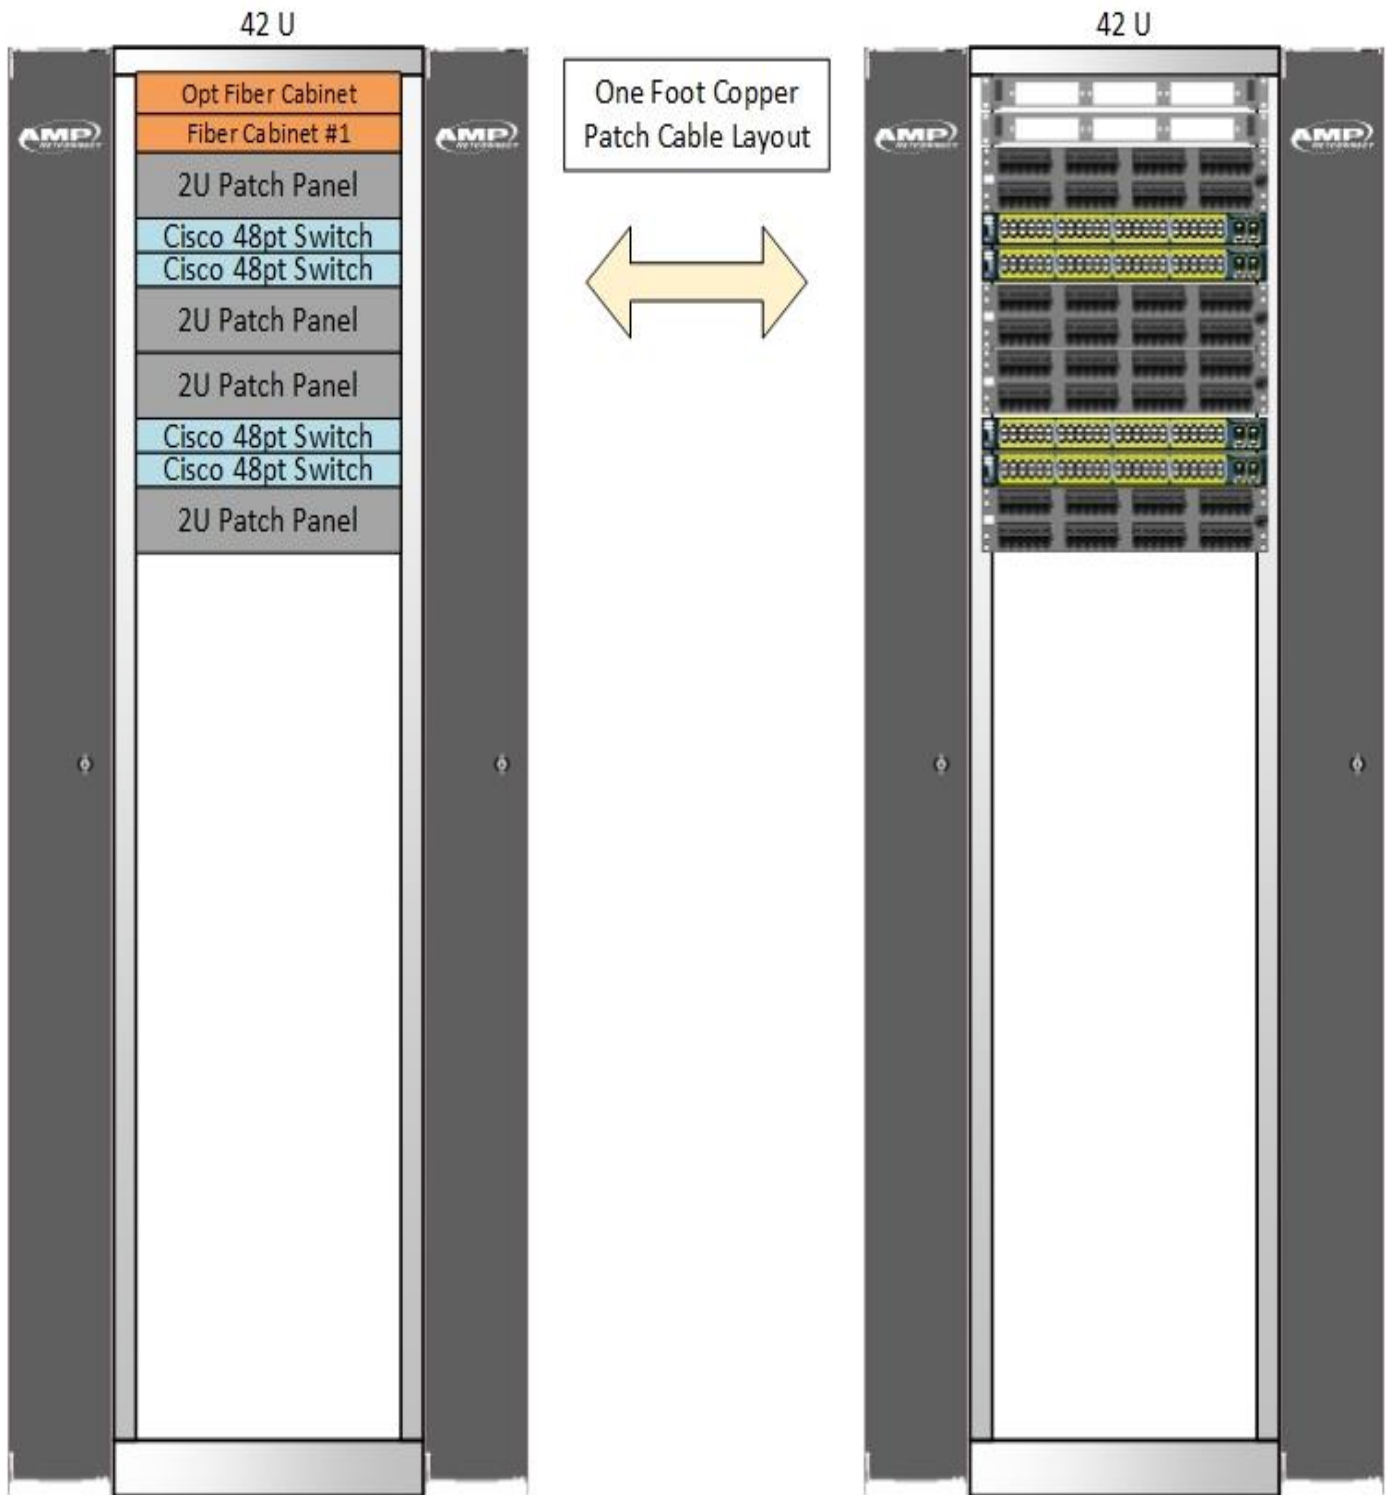 42 U
42 U
Opt Fiber Cabinet
Fiber Cabinet #1
2U Patch Panel
Cisco 48pt Switch
Cisco 48pt Switch
2U Patch Panel
2U Patch Panel
Cisco 48pt Switch
Cisco 48pt Switch
2U Patch Panel
One Foot Copper
Patch Cable Layout
AMP
AMP
AMP
AMP